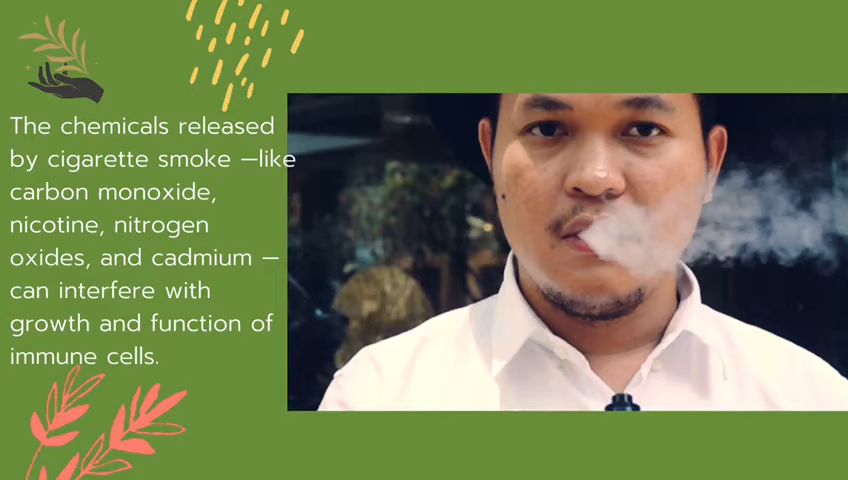 The chemicals released
by cigarette smoke —like
carbon monoxide,
nicotine, nitrogen
oxides, and cadmium —
can interfere with
growth and function of
immune cells.